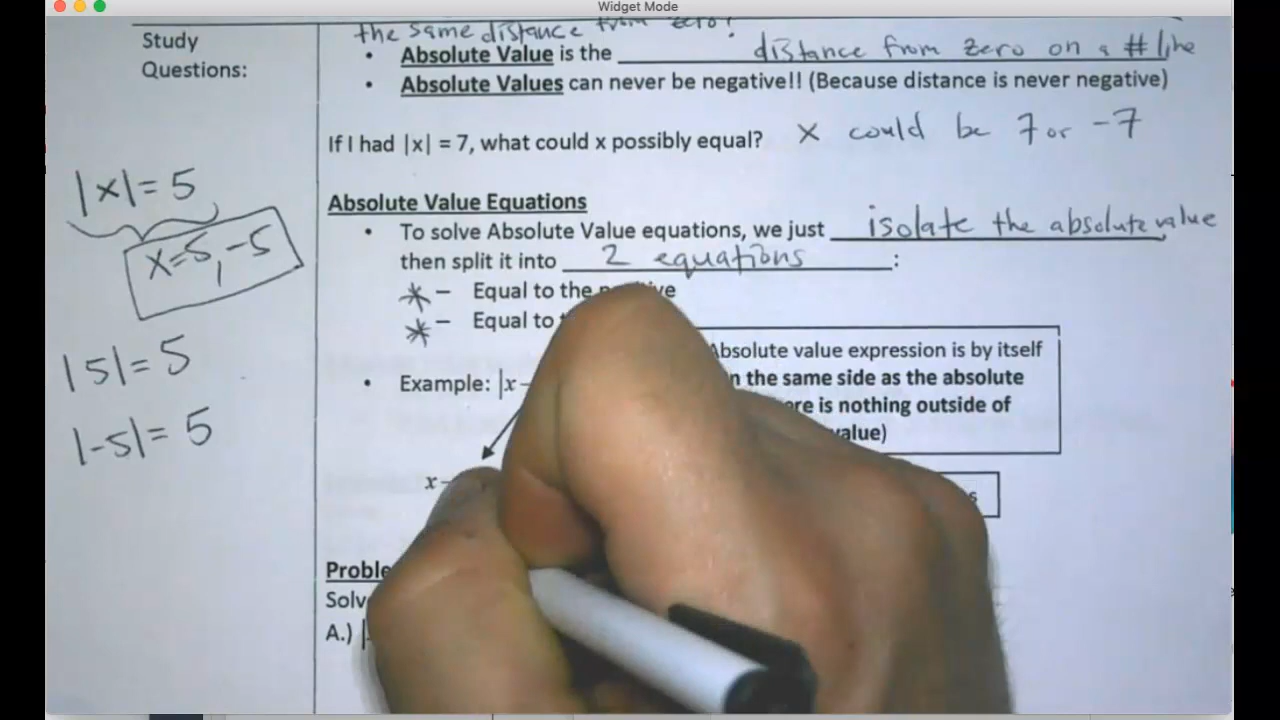 Widget Mode
Study
Questions:
the same distance from zero!
• Absolute Value is the distance from zero on a # line
• Absolute Values can never be negative!! (Because distance is never negative)
If I had |x| = 7, what could x possibly equal? x could be 7 or -7
|x|= 5
x=5, -5
|5|= 5
|-5|= 5
Absolute Value Equations
• To solve Absolute Value equations, we just isolate the absolute value
then split it into 2 equations :
* – Equal to the
* – Equal to
Absolute value expression is by itself
the same side as the absolute
is nothing outside of
value)
• Example: |x –
x –
Solv
A.) |